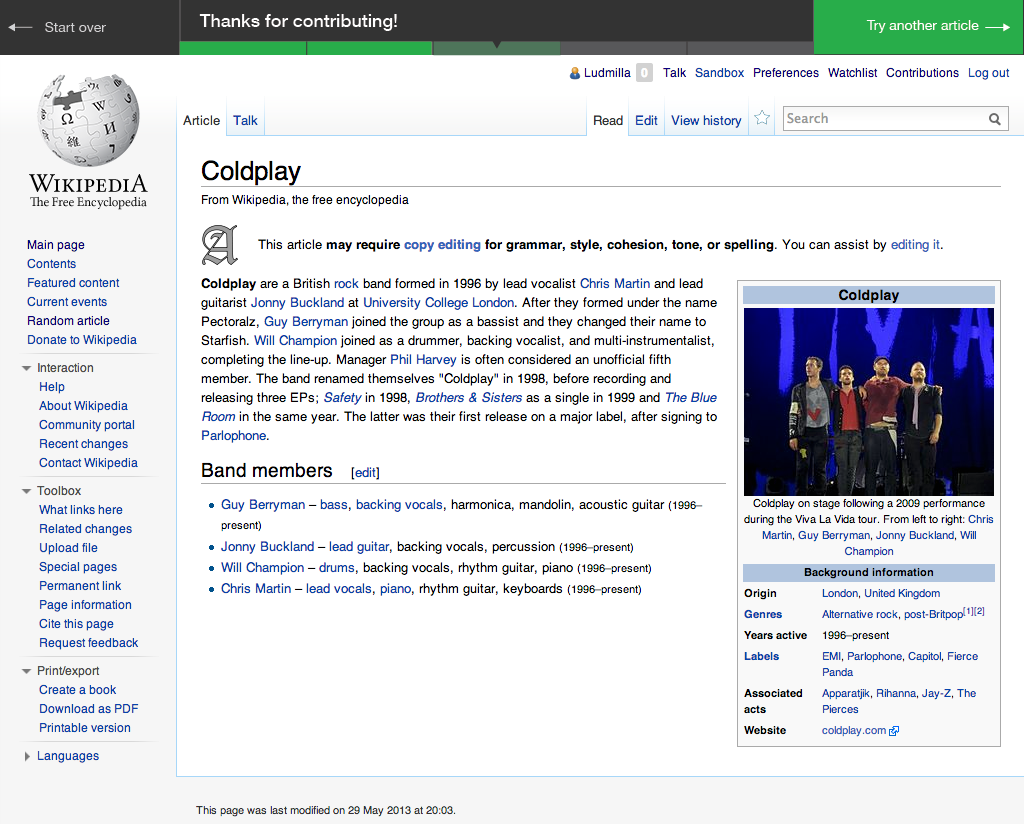 Start over
Thanks for contributing!
Try another article
Ludmilla 0 Talk Sandbox Preferences Watchlist Contributions Log out
Article Talk
Read Edit View history Search
WIKIPEDIA
The Free Encyclopedia
Main page
Contents
Featured content
Current events
Random article
Donate to Wikipedia
Interaction
Help
About Wikipedia
Community portal
Recent changes
Contact Wikipedia
Toolbox
What links here
Related changes
Upload file
Special pages
Permanent link
Page information
Cite this page
Request feedback
Print/export
Create a book
Download as PDF
Printable version
Languages
Coldplay
From Wikipedia, the free encyclopedia
A
This article may require copy editing for grammar, style, cohesion, tone, or spelling. You can assist by editing it.
Coldplay are a British rock band formed in 1996 by lead vocalist Chris Martin and lead
guitarist Jonny Buckland at University College London. After they formed under the name
Pectoralz, Guy Berryman joined the group as a bassist and they changed their name to
Starfish. Will Champion joined as a drummer, backing vocalist, and multi-instrumentalist,
completing the line-up. Manager Phil Harvey is often considered an unofficial fifth
member. The band renamed themselves "Coldplay" in 1998, before recording and
releasing three EPs; Safety in 1998, Brothers & Sisters as a single in 1999 and The Blue
Room in the same year. The latter was their first release on a major label, after signing to
Parlophone.
Band members [edit]
• Guy Berryman – bass, backing vocals, harmonica, mandolin, acoustic guitar (1996–
present)
• Jonny Buckland – lead guitar, backing vocals, percussion (1996–present)
• Will Champion – drums, backing vocals, rhythm guitar, piano (1996–present)
• Chris Martin – lead vocals, piano, rhythm guitar, keyboards (1996–present)
Coldplay
Coldplay on stage following a 2009 performance
during the Viva La Vida tour. From left to right: Chris
Martin, Guy Berryman, Jonny Buckland, Will
Champion
Background information
Origin London, United Kingdom
Genres Alternative rock, post-Britpop[1][2]
Years active 1996–present
Labels EMI, Parlophone, Capitol, Fierce
Panda
Associated acts Apparatjik, Rihanna, Jay-Z, The
Pierces
Website coldplay.com
This page was last modified on 29 May 2013 at 20:03.